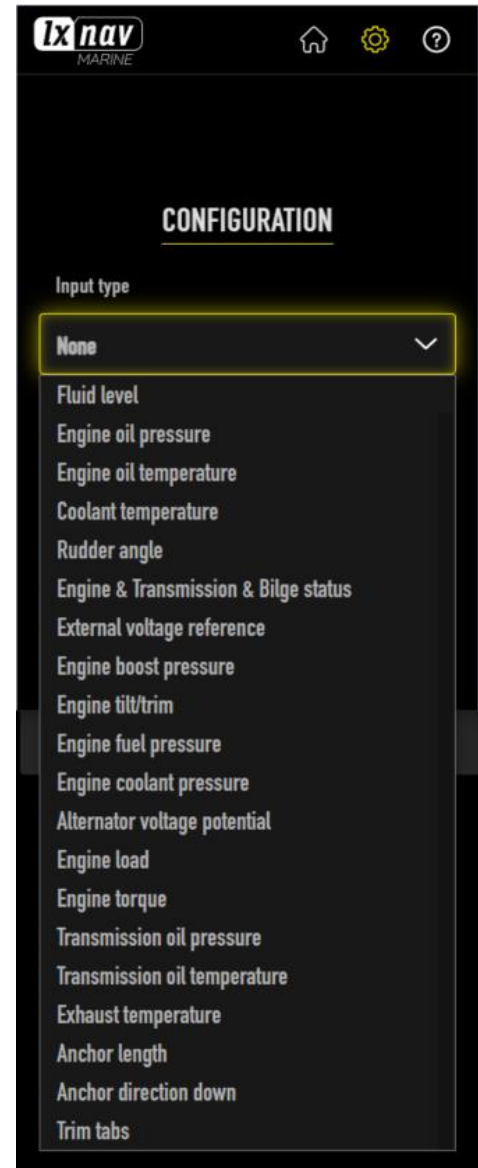 lx nav
MARINE
CONFIGURATION
Input type
None
Fluid level
Engine oil pressure
Engine oil temperature
Coolant temperature
Rudder angle
Engine & Transmission & Bilge status
External voltage reference
Engine boost pressure
Engine tilt/trim
Engine fuel pressure
Engine coolant pressure
Alternator voltage potential
Engine load
Engine torque
Transmission oil pressure
Transmission oil temperature
Exhaust temperature
Anchor length
Anchor direction down
Trim tabs